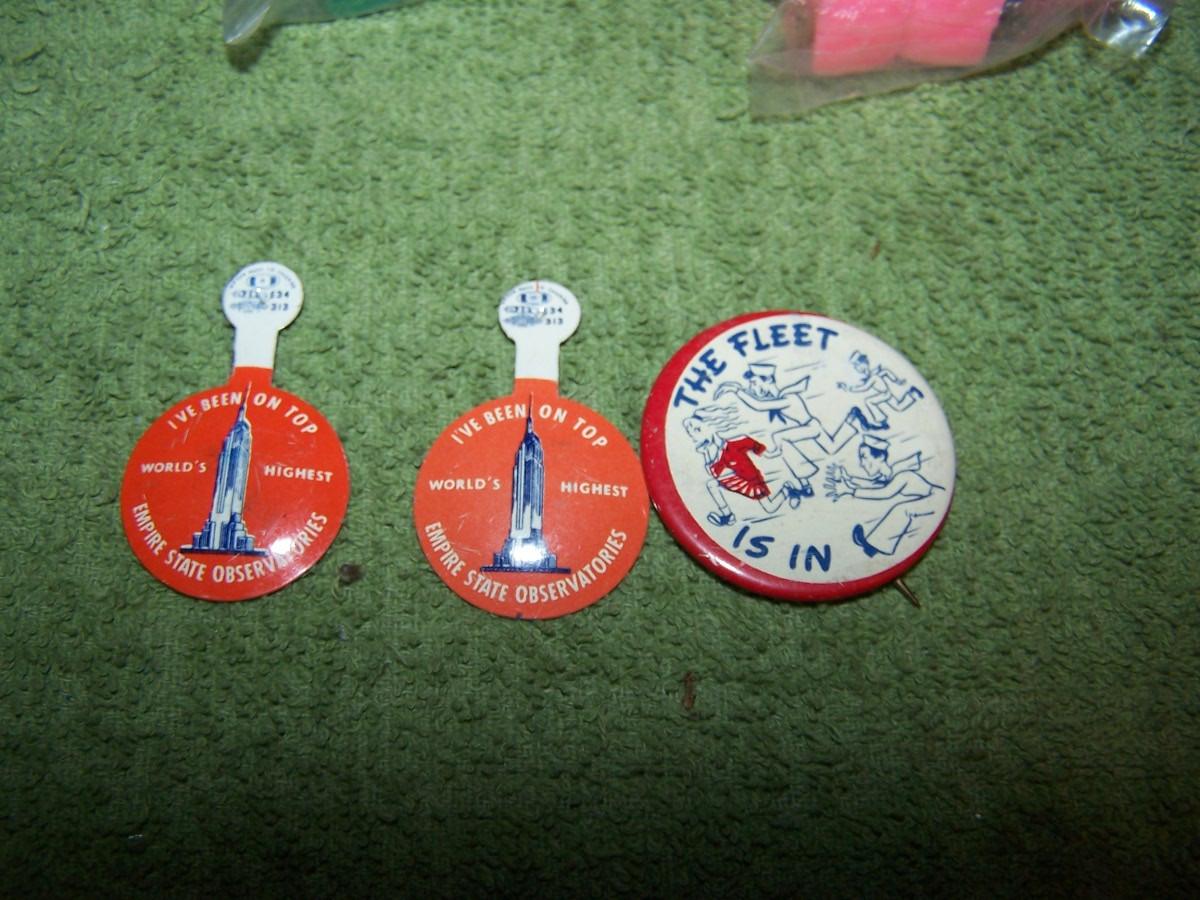 I'VE BEEN ON TOP
WORLD'S HIGHEST
EMPIRE STATE OBSERVATORIES
I'VE BEEN ON TOP
WORLD'S HIGHEST
EMPIRE STATE OBSERVATORIES
THE FLEET
IS IN